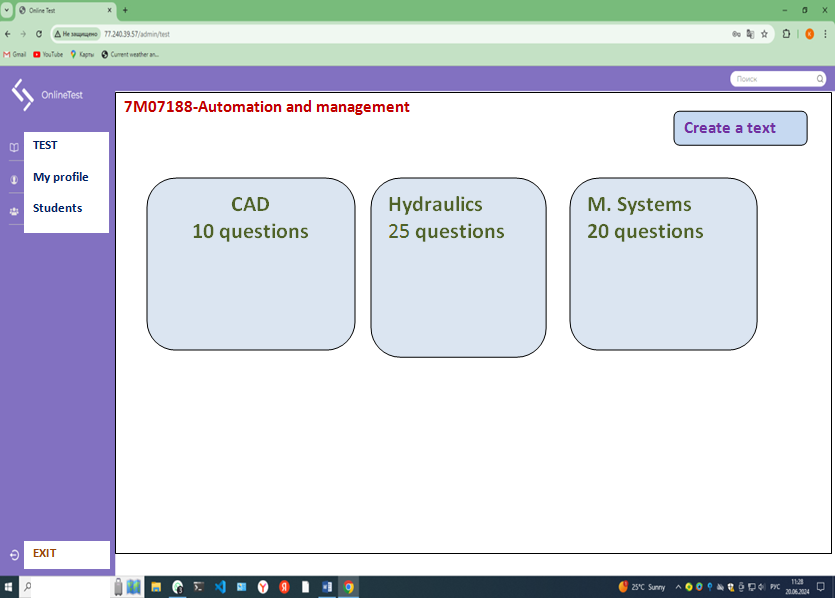 Online Test
Не защищено 77.240.39.57/admin/test
Gmail YouTube Карты Current weather an...
OnlineTest
Поиск
7M07188-Automation and management
Create a text
TEST
My profile
Students
CAD
10 questions
Hydraulics
25 questions
M. Systems
20 questions
EXIT
25°C Sunny
РУС
11:28
20.06.2024